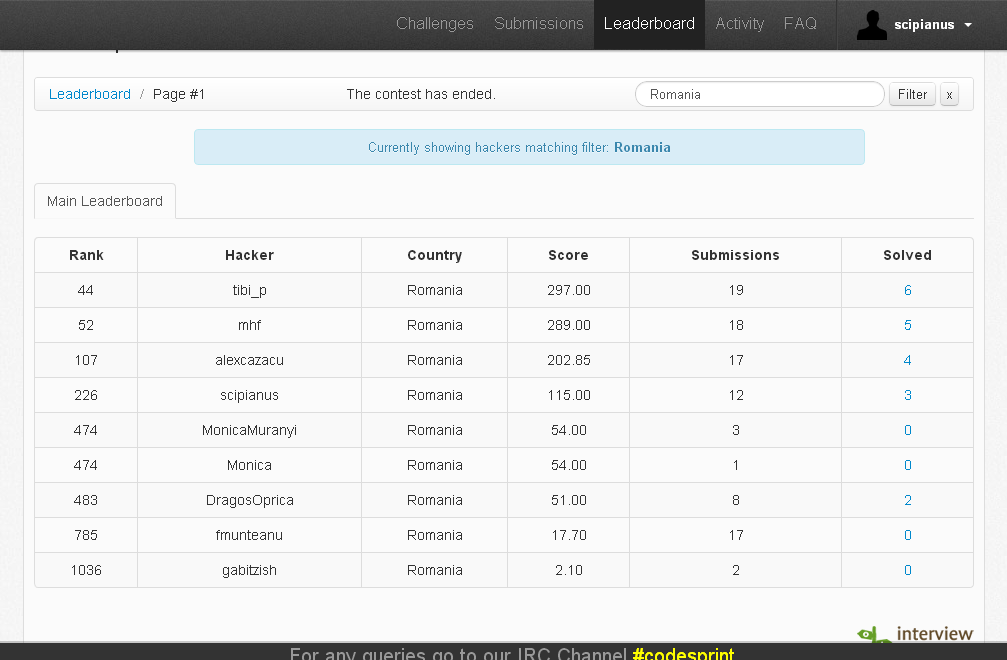 Challenges Submissions Leaderboard Activity FAQ scipianus
Leaderboard / Page #1 The contest has ended. Romania Filter x
Currently showing hackers matching filter: Romania
Main Leaderboard
Rank Hacker Country Score Submissions Solved
44 tibi_p Romania 297.00 19 6
52 mhf Romania 289.00 18 5
107 alexcazacu Romania 202.85 17 4
226 scipianus Romania 115.00 12 3
474 MonicaMuranyi Romania 54.00 3 0
474 Monica Romania 54.00 1 0
483 DragosOprica Romania 51.00 8 2
785 fmunteanu Romania 17.70 17 0
1036 gabitzish Romania 2.10 2 0
interview
For any queries go to our IRC Channel #codesprint